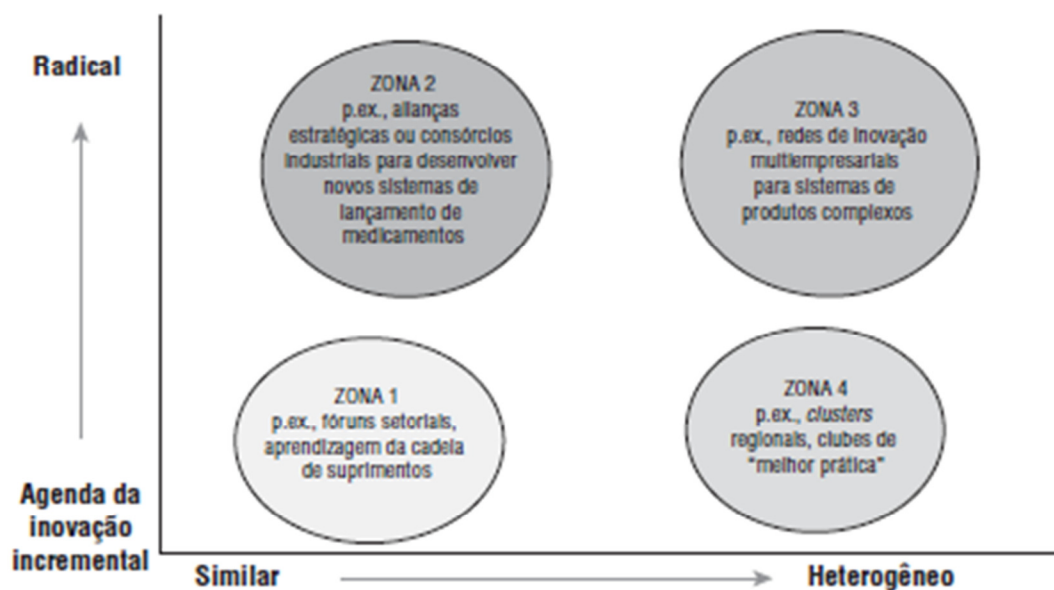 Radical
ZONA 2
p.ex., alianças
estratégicas ou consórcios
industriais para desenvolver
novos sistemas de
lançamento de
medicamentos
ZONA 3
p.ex., redes de inovação
multiempresariais
para sistemas de
produtos complexos
ZONA 1
p.ex., fóruns setoriais,
aprendizagem da cadeia
de suprimentos
ZONA 4
p.ex., clusters
regionais, clubes de
"melhor prática"
Agenda da
inovação
incremental
Similar
Heterogêneo